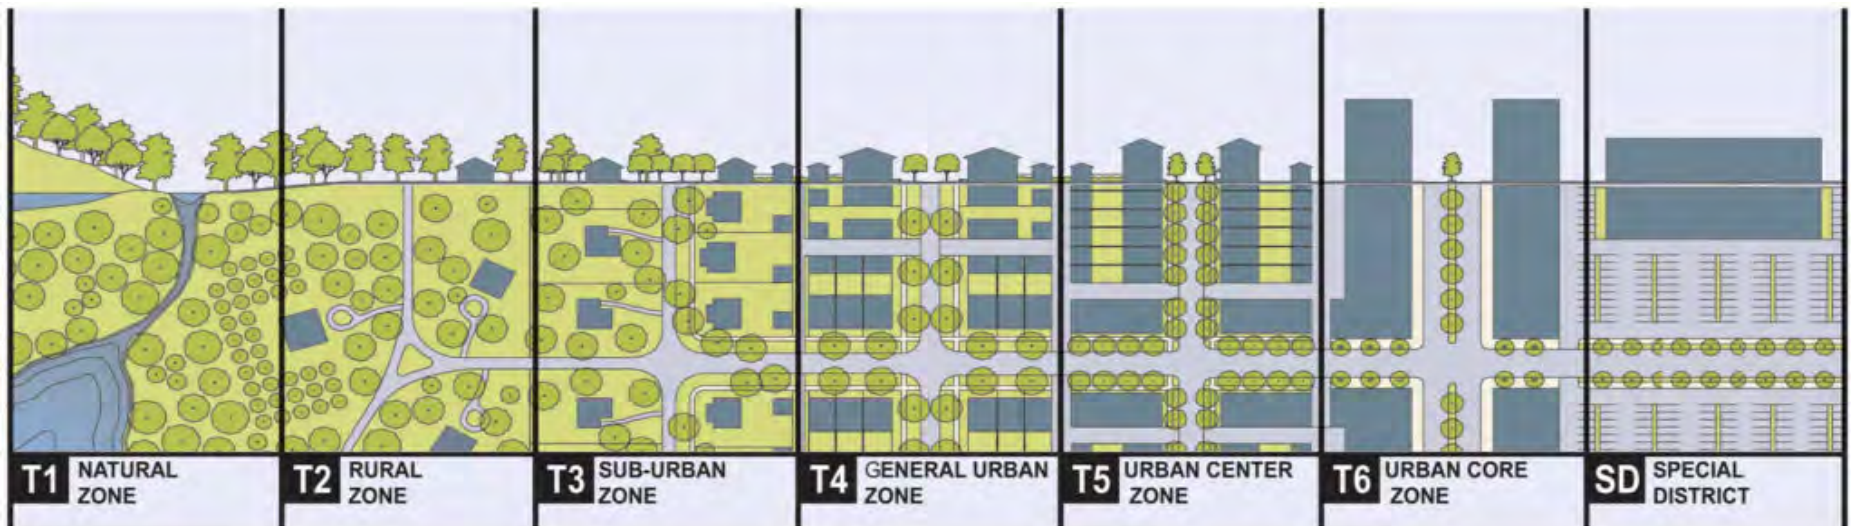 T1 NATURAL
ZONE
T2 RURAL
ZONE
T3 SUB-URBAN
ZONE
T4 GENERAL URBAN
ZONE
T5 URBAN CENTER
ZONE
T6 URBAN CORE
ZONE
SD SPECIAL
DISTRICT